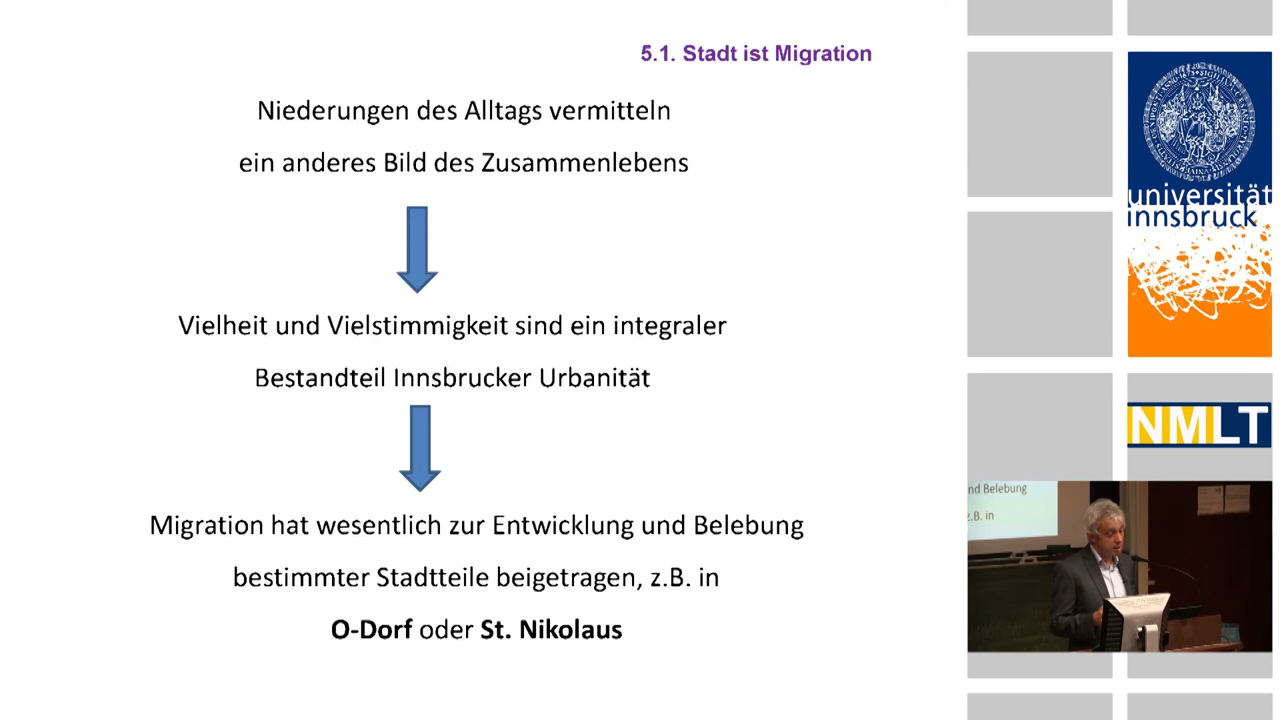 5.1. Stadt ist Migration
Niederungen des Alltags vermitteln
ein anderes Bild des Zusammenlebens
Vielheit und Vielstimmigkeit sind ein integraler
Bestandteil Innsbrucker Urbanität
Migration hat wesentlich zur Entwicklung und Belebung
bestimmter Stadtteile beigetragen, z.B. in
O-Dorf oder St. Nikolaus
universität
innsbruck
NMLT
nd Belebung
z.B. in